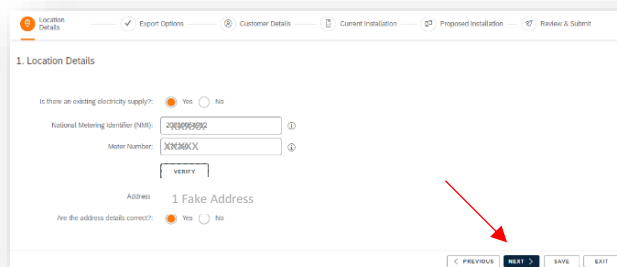 Location Details
Export Options
Customer Details
Current Installation
Proposed Installation
Review & Submit
1. Location Details
Is there an existing electricity supply?: Yes No
National Metering Identifier (NMI): XXXXX
Meter Number: XXXXX
VERIFY
Address 1 Fake Address
Are the address details correct?: Yes No
< PREVIOUS NEXT > SAVE EXIT